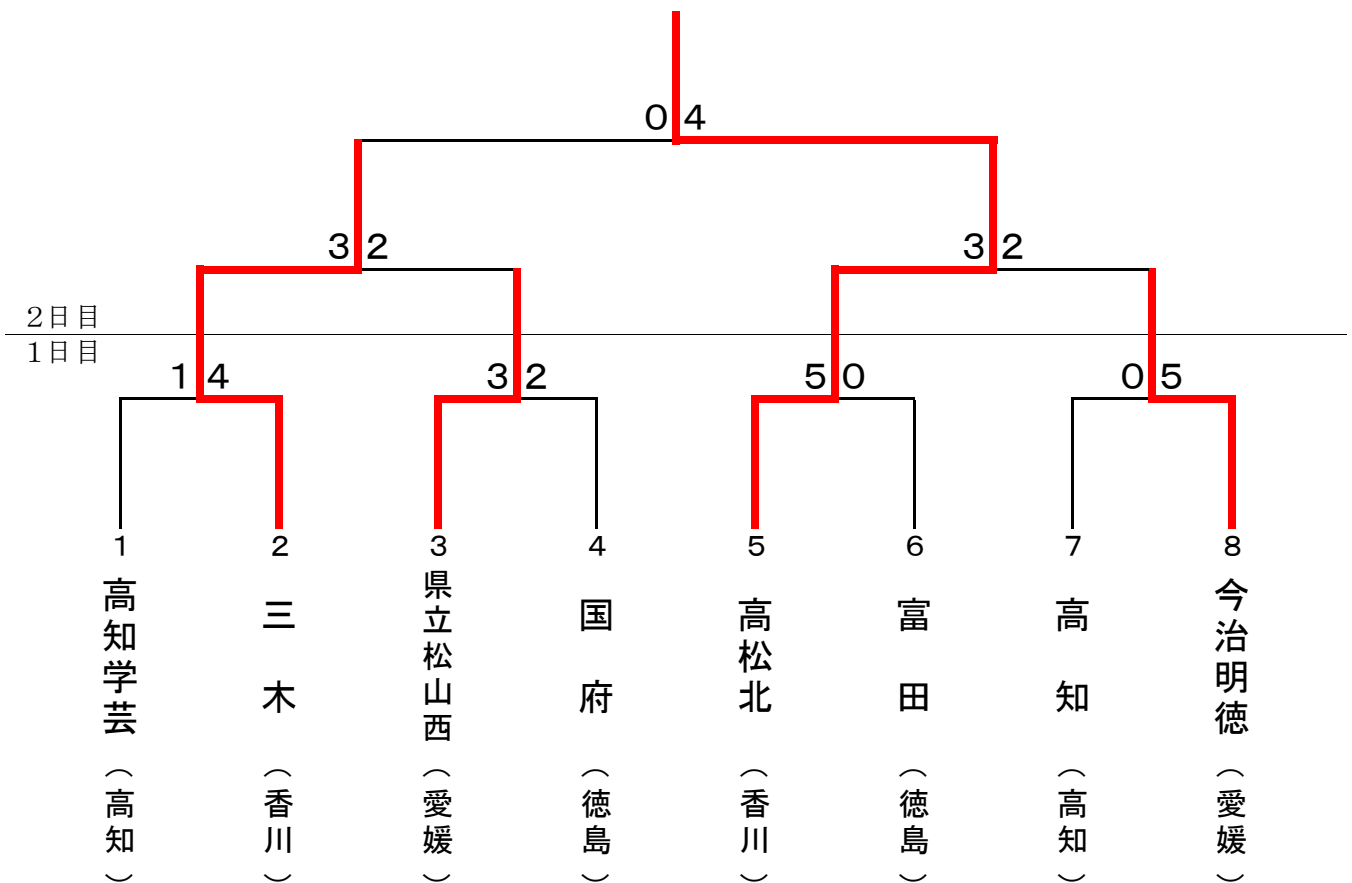 ０ ４
３ ２ ３ ２
２日目
１日目
１ ４ ３ ２ ５ ０ ０ ５
1 2 3 4 5 6 7 8
高知学芸（高知）
三木（香川）
県立松山西（愛媛）
国府（徳島）
高松北（香川）
富田（徳島）
高知（高知）
今治明徳（愛媛）